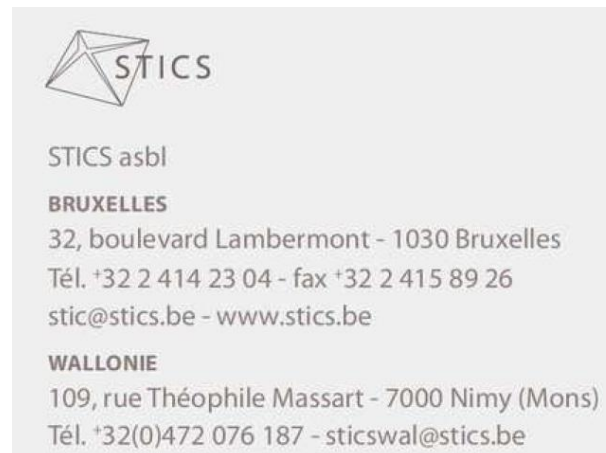 STICS
STICS asbl
BRUXELLES
32, boulevard Lambermont - 1030 Bruxelles
Tél. +32 2 414 23 04 - fax +32 2 415 89 26
stic@stics.be - www.stics.be
WALLONIE
109, rue Théophile Massart - 7000 Nimy (Mons)
Tél. +32(0)472 076 187 - sticswal@stics.be